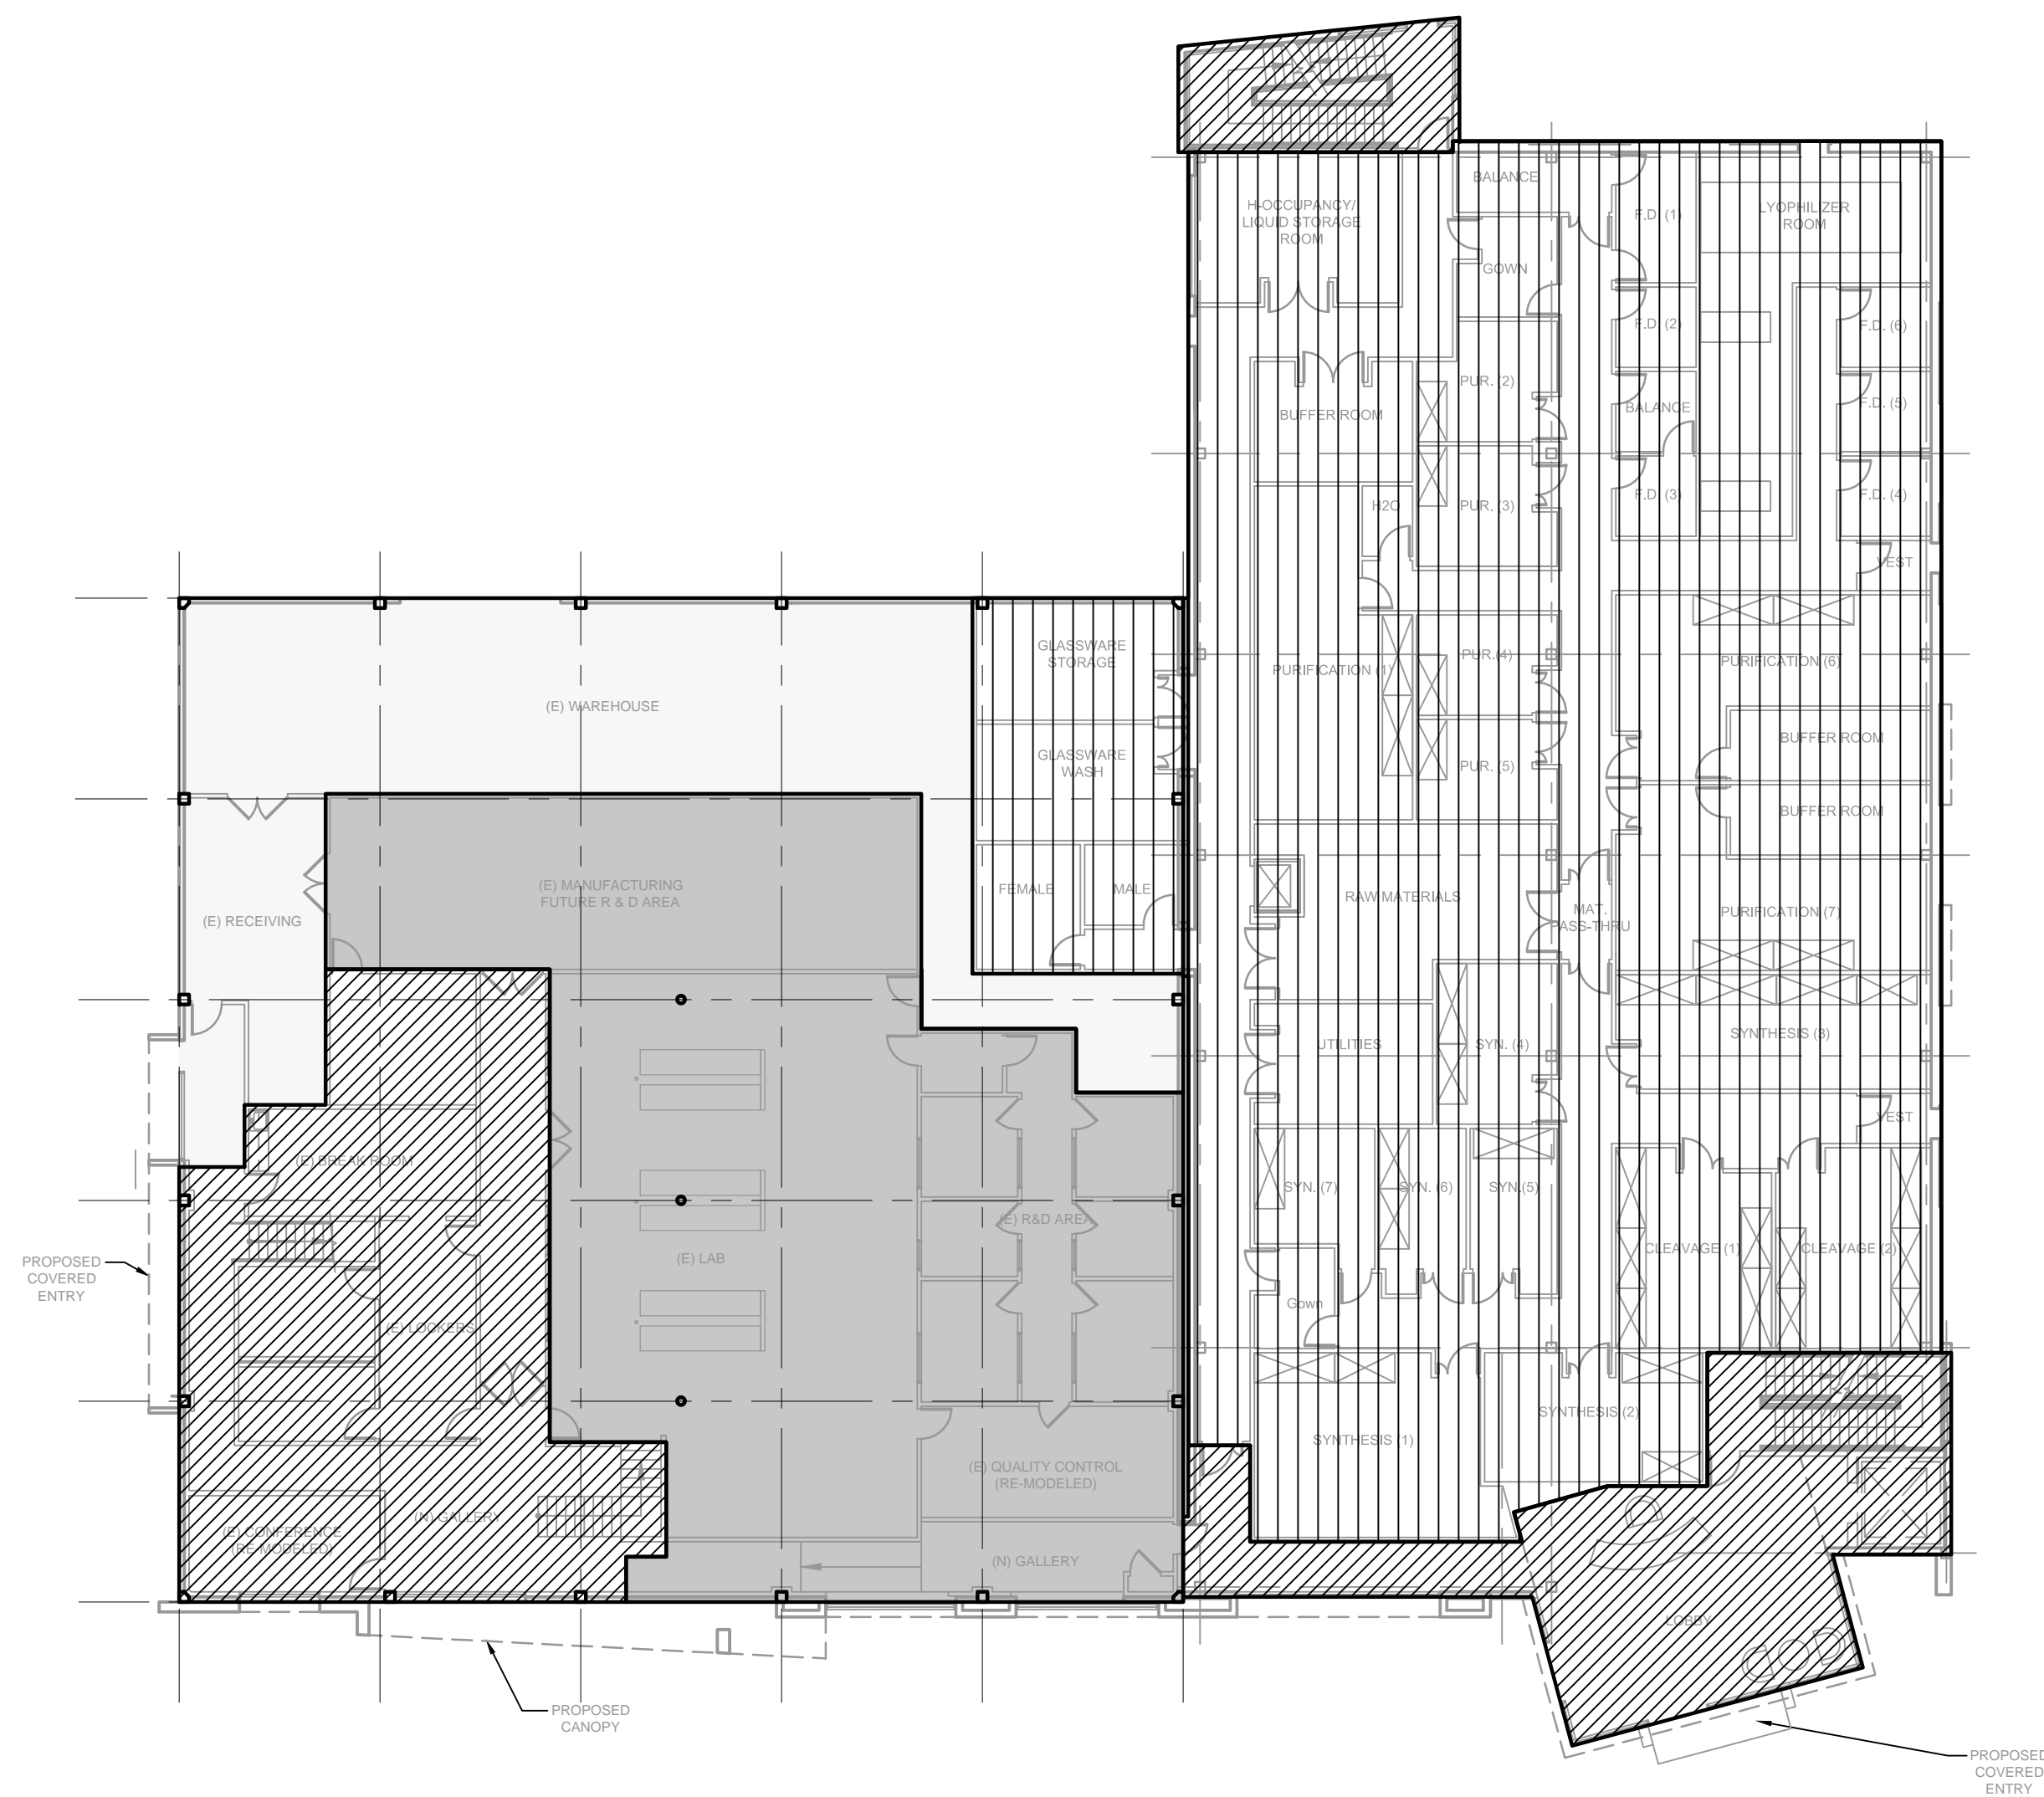 BALANCE
H-OCCUPANCY/
LIQUID STORAGE
ROOM
F.D. (1)
LYOPHILIZER
ROOM
GOWN
F.D. (2)
F.D. (6)
PUR. (2)
BUFFER ROOM
BALANCE
F.D. (5)
F.D. (3)
F.D. (4)
H2O
PUR. (3)
VEST
GLASSWARE
STORAGE
PUR.(4)
PURIFICATION (1)
PURIFICATION (6)
(E) WAREHOUSE
BUFFER ROOM
GLASSWARE
WASH
PUR. (5)
BUFFER ROOM
(E) MANUFACTURING
FUTURE R & D AREA
FEMALE
MALE
RAW MATERIALS
MAT.
PASS-THRU
PURIFICATION (7)
(E) RECEIVING
SYNTHESIS (3)
UTILITIES
SYN. (4)
VEST
(E) BREAK ROOM
SYN. (7)
SYN. (6)
SYN.(5)
(E) R&D AREA
CLEAVAGE (1)
CLEAVAGE (2)
(E) LAB
PROPOSED
COVERED
ENTRY
Gown
(E) LOCKERS
SYNTHESIS (2)
SYNTHESIS (1)
(E) QUALITY CONTROL
(RE-MODELED)
(N) GALLERY
(E) CONFERENCE
(RE-MODELED)
(N) GALLERY
LOBBY
PROPOSED
CANOPY
PROPOSED
COVERED
ENTRY